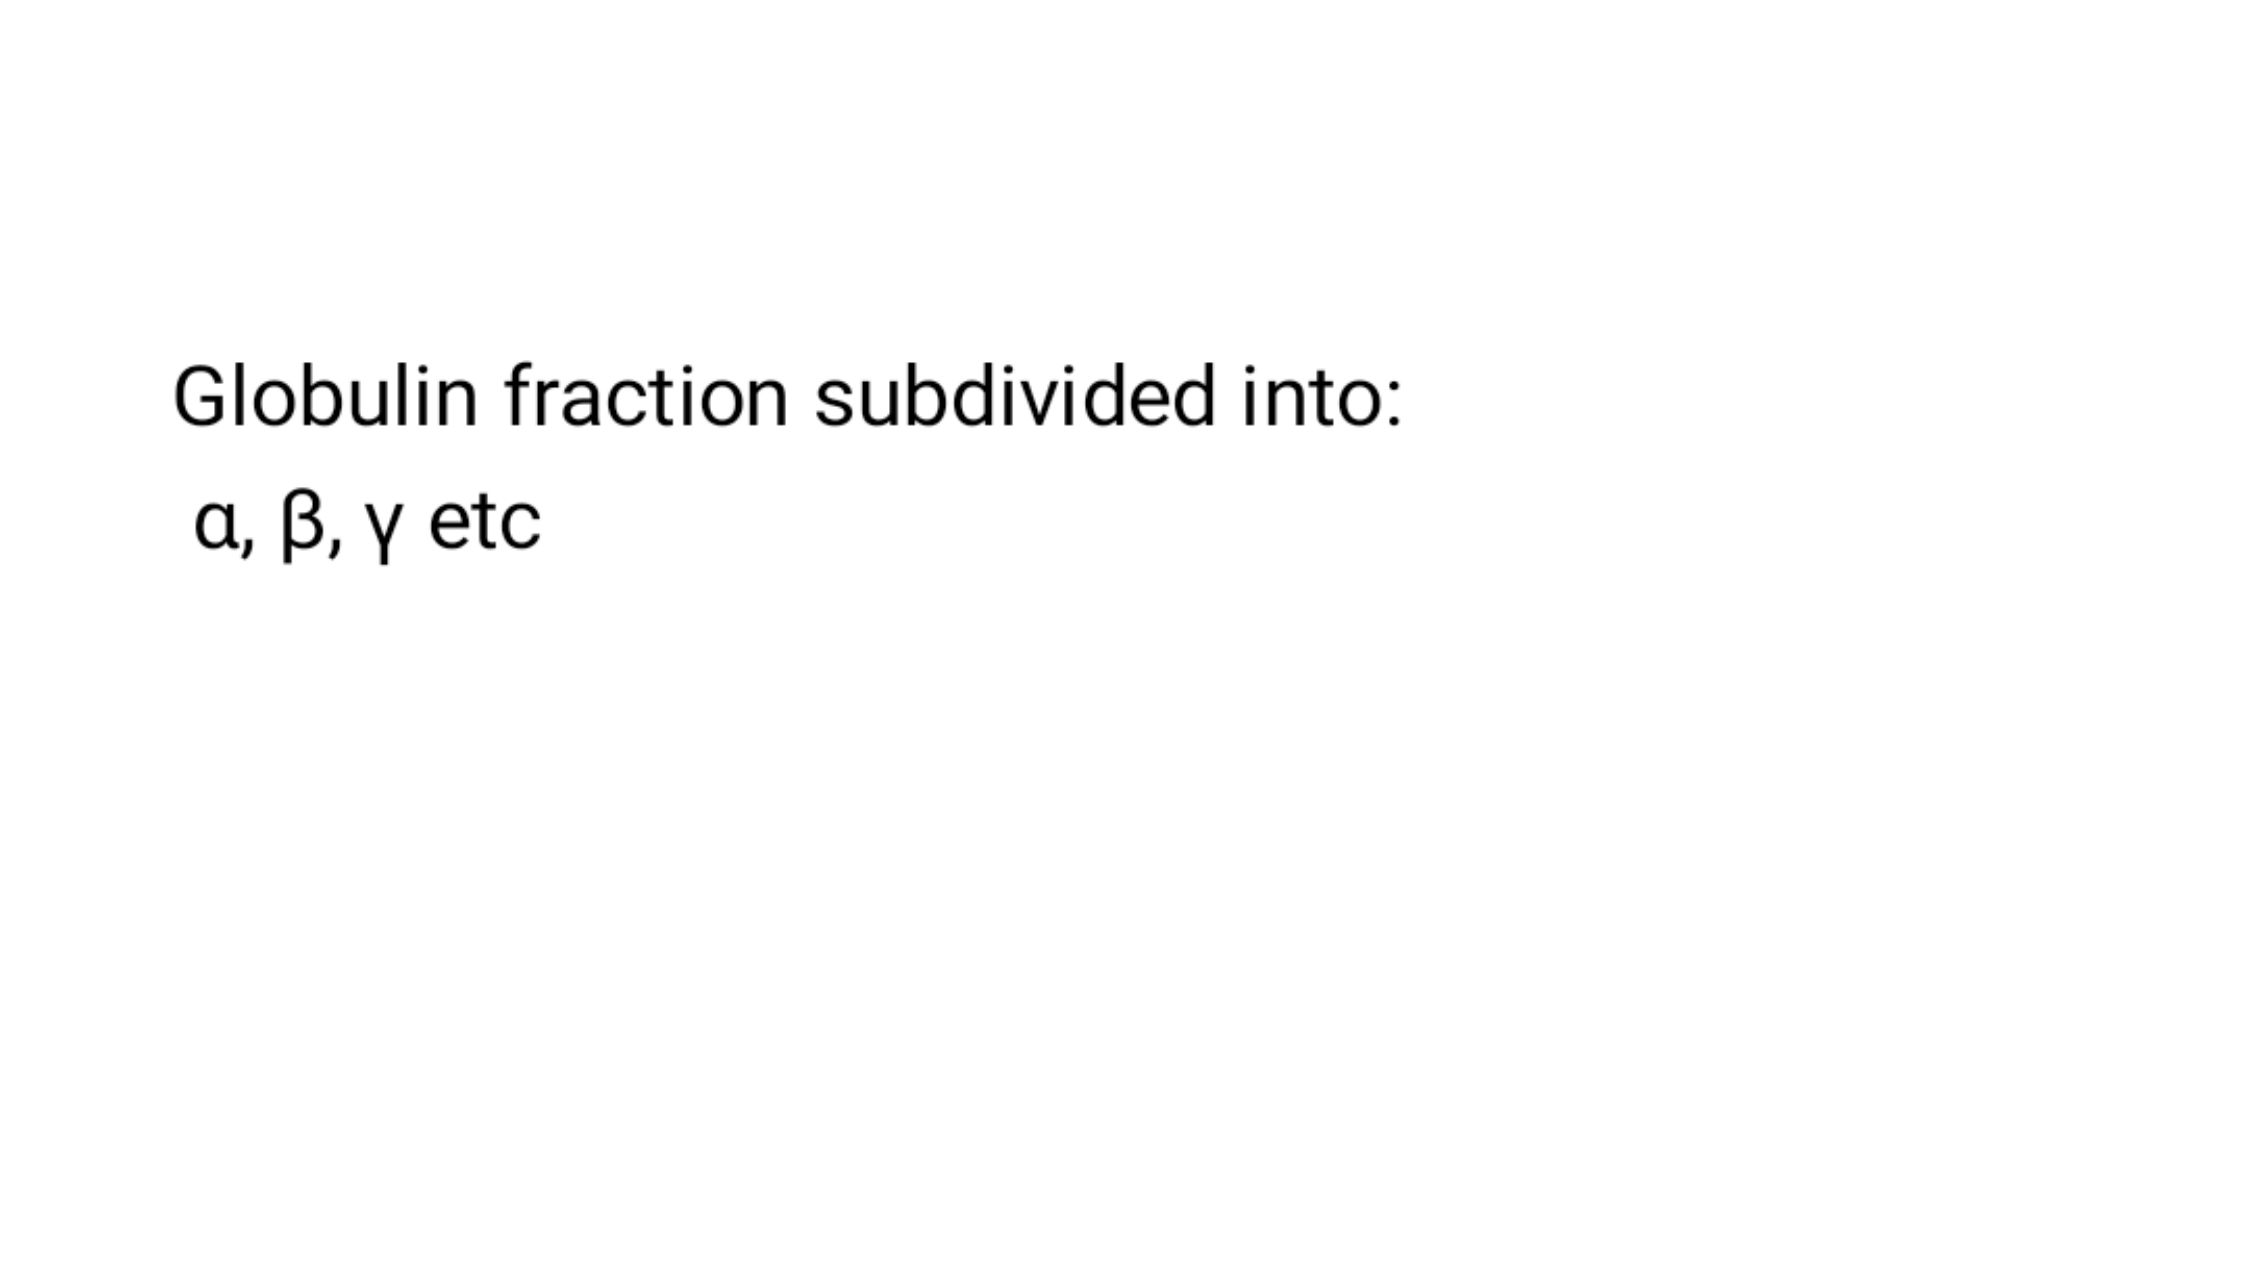 Globulin fraction subdivided into:
α, β, γ etc